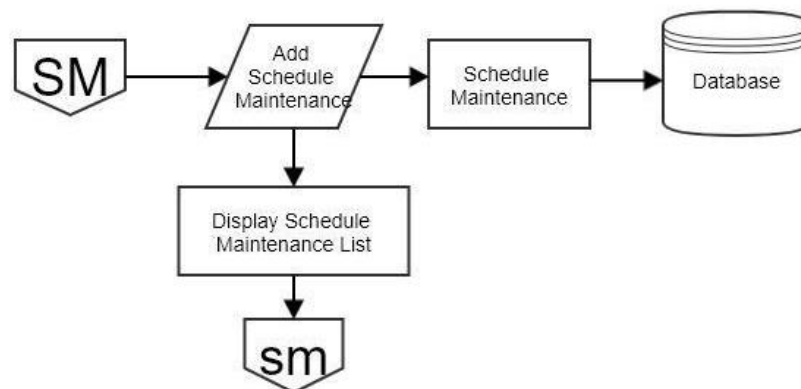 SM
Add
Schedule
Maintenance
Schedule
Maintenance
Database
Display Schedule
Maintenance List
sm